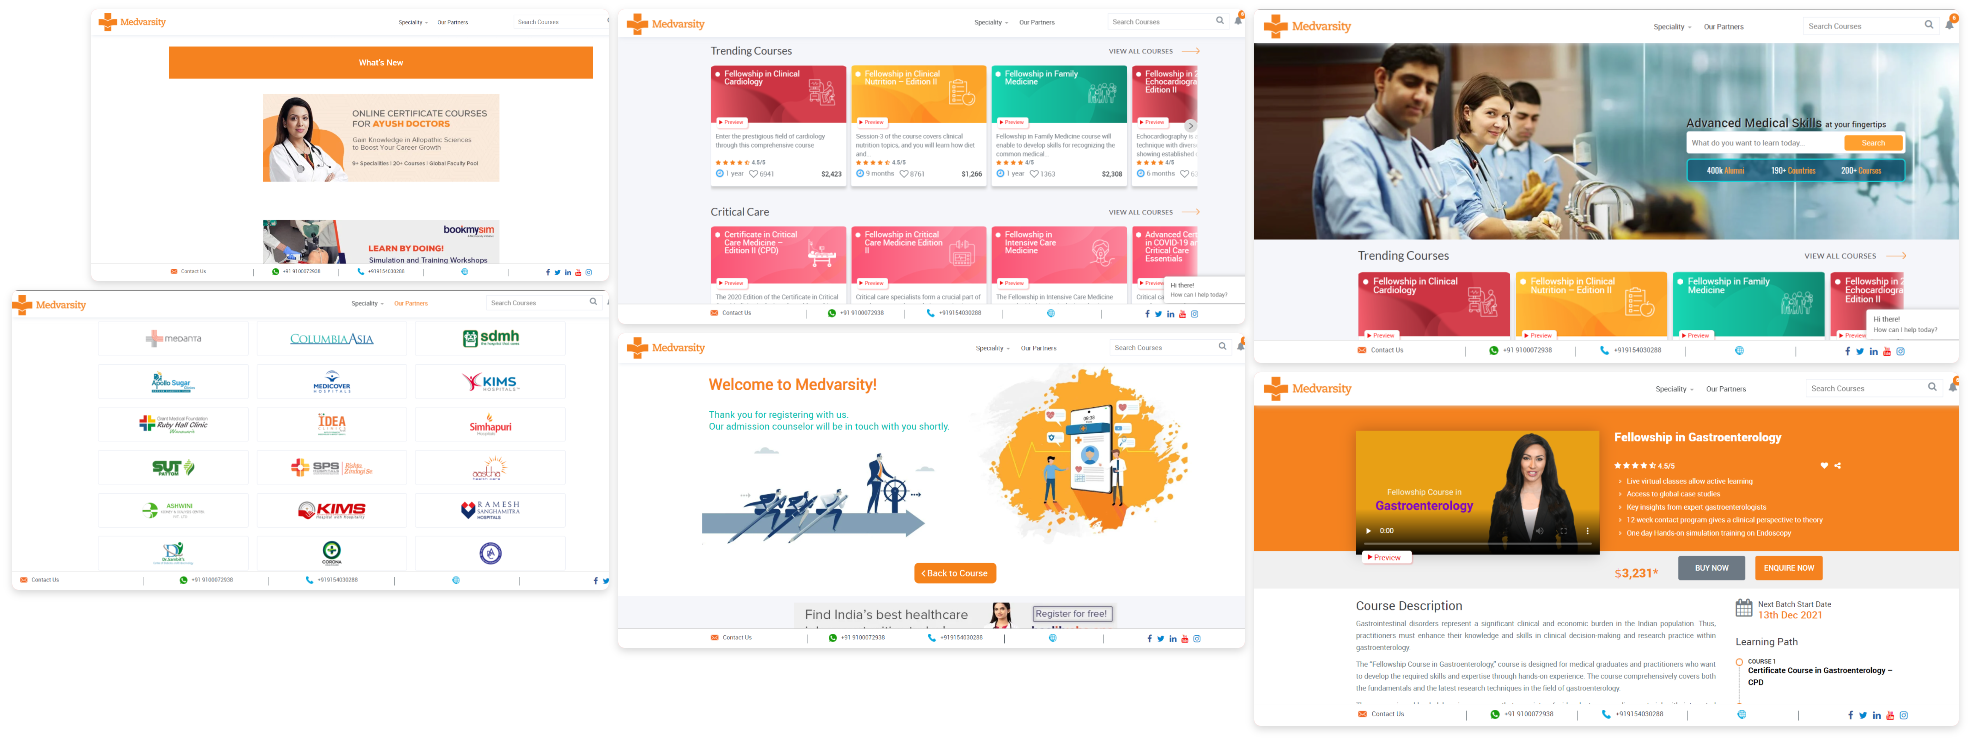 Medvarsity
Speciality
Our Partners
Search Courses
What's New
ONLINE CERTIFICATE COURSES
FOR AYUSH DOCTORS
Gain Knowledge in Allopathic Sciences
to Boost Your Career Growth
9+ Specialities | 20+ Courses | Global Faculty Pool
bookmysim
LEARN BY DOING!
Simulation and Training Workshops
Contact Us
+91 9100072938
+919154030288
Medvarsity
Speciality
Our Partners
Search Courses
medanta
COLUMBIA ASIA
sdmh
Apollo Sugar
MEDICOVER
HOSPITALS
KIMS
HOSPITALS
Grant Medical Foundation
Ruby Hall Clinic
IDEA
CLINICS
Simhapuri
Hospitals
SUT
PATTOM
SPS
HOSPITALS
aastha
ASHWINI
KIMS
RAMESH
SANGHAMITRA
HOSPITALS
CORONA
Contact Us
+91 9100072938
+919154030288
Medvarsity
Speciality
Our Partners
Search Courses
6
Trending Courses
VIEW ALL COURSES
Fellowship in Clinical
Cardiology
Preview
Enter the prestigious field of cardiology
through this comprehensive course
4.5/5
1 year
6941
$2,423
Fellowship in Clinical
Nutrition – Edition II
Preview
Session-3 of the course covers clinical
nutrition topics, and you will learn how diet
and
4.5/5
9 months
8761
$1,266
Fellowship in Family
Medicine
Preview
Fellowship in Family Medicine course will
enable to develop skills for recognizing the
common medical
4/5
1 year
1363
$2,308
Fellowship in 2
Echocardiogra
Edition II
Preview
Echocardiography is
technique with divers
showing established
4/5
6 months
63
Critical Care
VIEW ALL COURSES
Certificate in Critical
Care Medicine –
Edition II (CPD)
Preview
The 2020 Edition of the Certificate in Critical
Fellowship in Critical
Care Medicine Edition
II
Preview
Critical care specialists form a crucial part of
Fellowship in
Intensive Care
Medicine
Preview
The Fellowship in Intensive Care Medicine
Advanced Cert
in COVID-19 an
Critical Care
Essentials
Preview
Critical ca
Hi there!
How can I help today?
Contact Us
+91 9100072938
+919154030288
Medvarsity
Speciality
Our Partners
Search Courses
Welcome to Medvarsity!
Thank you for registering with us.
Our admission counselor will be in touch with you shortly.
Back to Course
Find India's best healthcare
Register for free!
Contact Us
+91 9100072938
+919154030288
Medvarsity
Speciality
Our Partners
Search Courses
6
Advanced Medical Skills at your fingertips
What do you want to learn today...
Search
400k Alumni
190+ Countries
200+ Courses
Trending Courses
VIEW ALL COURSES
Fellowship in Clinical
Cardiology
Preview
Fellowship in Clinical
Nutrition – Edition II
Preview
Fellowship in Family
Medicine
Preview
Fellowship in 2
Echocardiogra
Edition II
Preview
Hi there!
How can I help today?
Contact Us
+91 9100072938
+919154030288
Medvarsity
Speciality
Our Partners
Search Courses
Fellowship Course in
Gastroenterology
0:00
Preview
Fellowship in Gastroenterology
4.5/5
Live virtual classes allow active learning
Access to global case studies
Key insights from expert gastroenterologists
12-week contact program gives a clinical perspective to theory
One day Hands-on simulation training on Endoscopy
$3,231*
BUY NOW
ENQUIRE NOW
Course Description
Gastrointestinal disorders represent a significant clinical and economic burden in the Indian population. Thus,
practitioners must enhance their knowledge and skills in clinical decision-making and research practice within
gastroenterology
The "Fellowship Course in Gastroenterology," course is designed for medical graduates and practitioners who want
to develop the required skills and expertise through hands-on experience. The course comprehensively covers both
the fundamentals and the latest research techniques in the field of gastroenterology
Next Batch Start Date
13th Dec 2021
Learning Path
COURSE 1
Certificate Course in Gastroenterology –
CPD
Contact Us
+91 9100072938
+919154030288